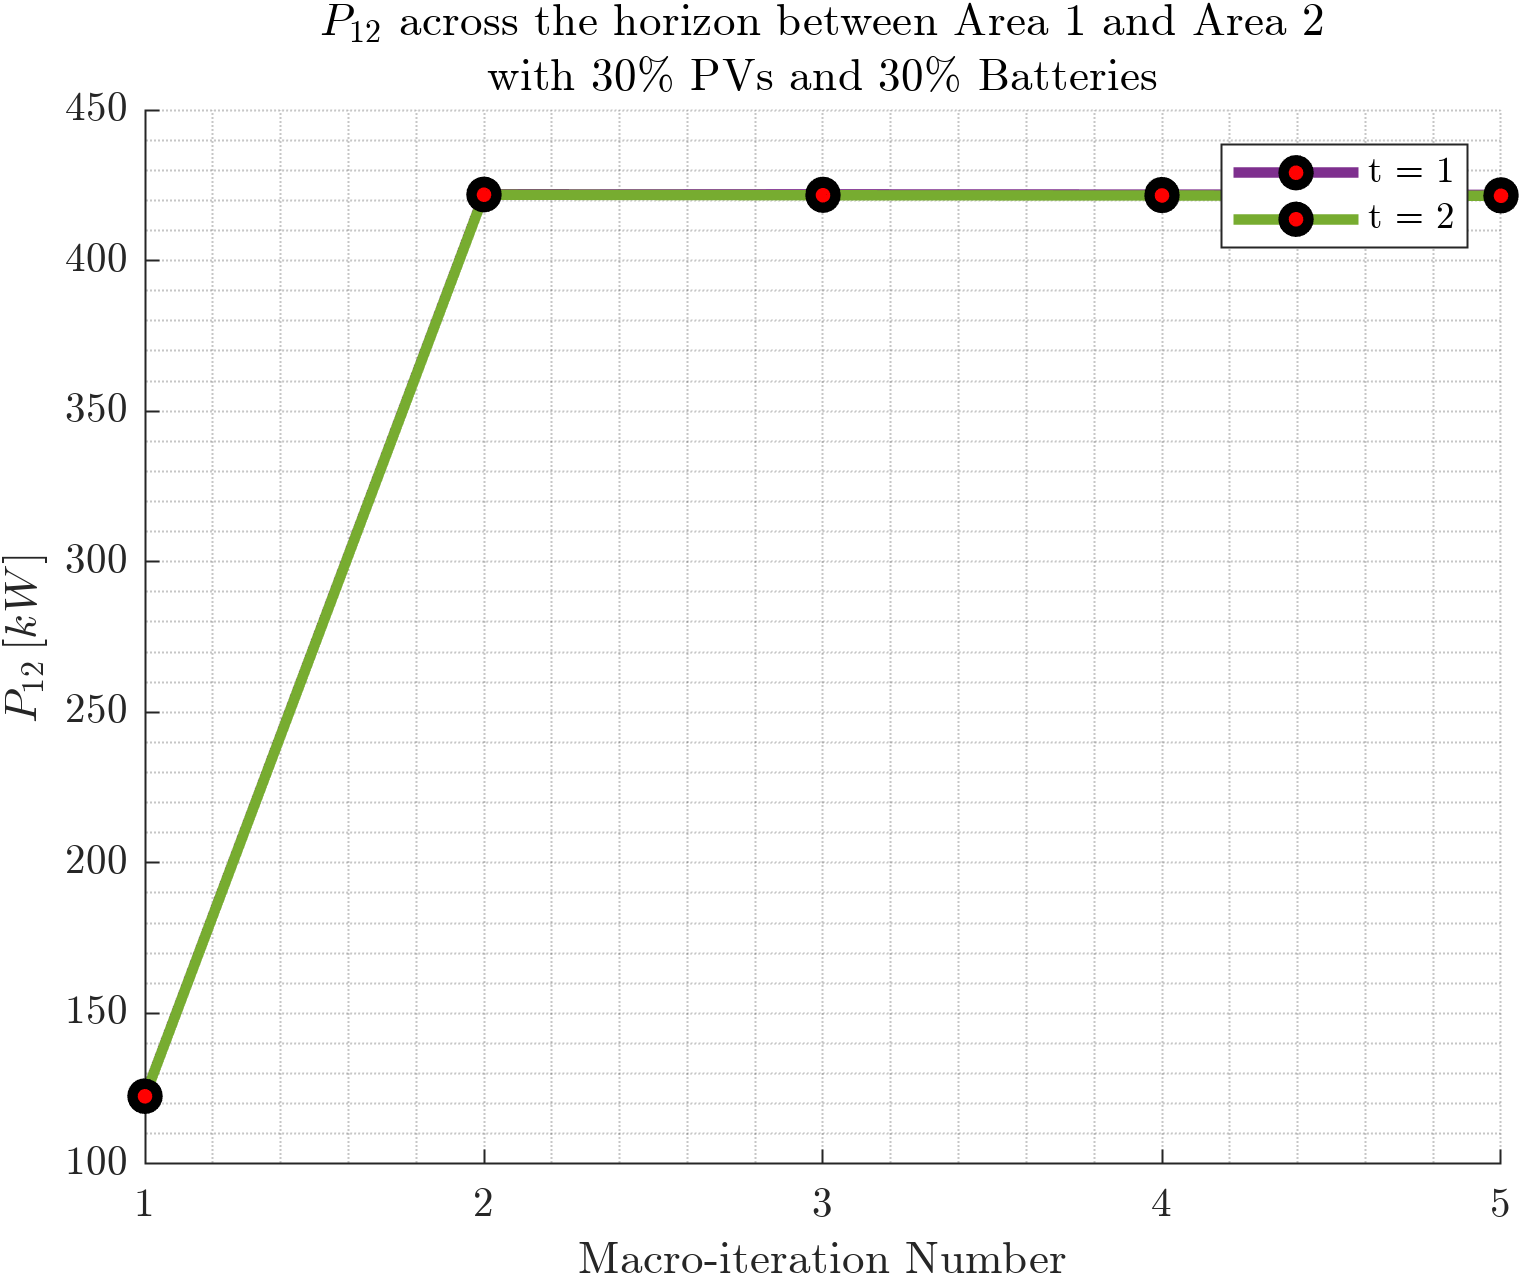 P₁₂ across the horizon between Area 1 and Area 2
with 30% PVs and 30% Batteries
450
400
350
300
250
200
150
100
P₁₂ [kW]
t = 1
t = 2
1 2 3 4 5
Macro-iteration Number